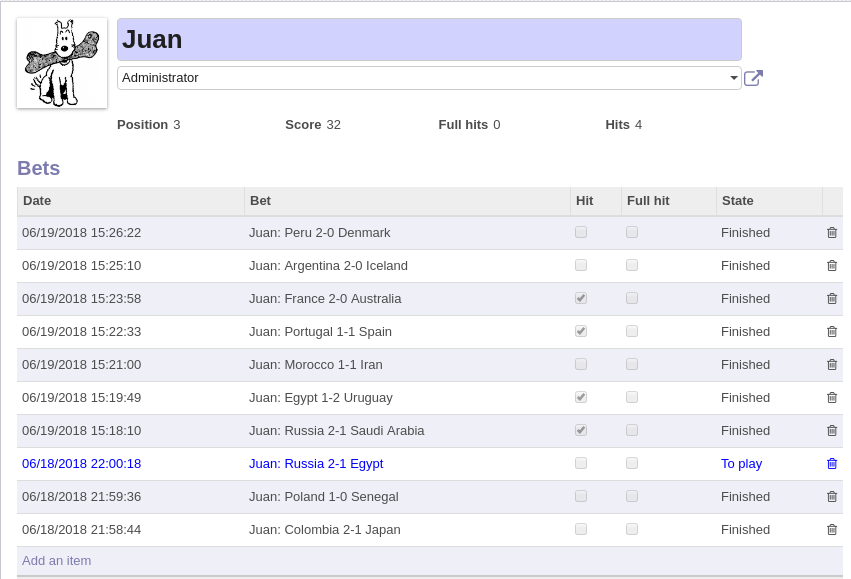 Juan
Administrator
Position 3 Score 32 Full hits 0 Hits 4
Bets
Date Bet Hit Full hit State
06/19/2018 15:26:22 Juan: Peru 2-0 Denmark Finished
06/19/2018 15:25:10 Juan: Argentina 2-0 Iceland Finished
06/19/2018 15:23:58 Juan: France 2-0 Australia Finished
06/19/2018 15:22:33 Juan: Portugal 1-1 Spain Finished
06/19/2018 15:21:00 Juan: Morocco 1-1 Iran Finished
06/19/2018 15:19:49 Juan: Egypt 1-2 Uruguay Finished
06/19/2018 15:18:10 Juan: Russia 2-1 Saudi Arabia Finished
06/18/2018 22:00:18 Juan: Russia 2-1 Egypt To play
06/18/2018 21:59:36 Juan: Poland 1-0 Senegal Finished
06/18/2018 21:58:44 Juan: Colombia 2-1 Japan Finished
Add an item